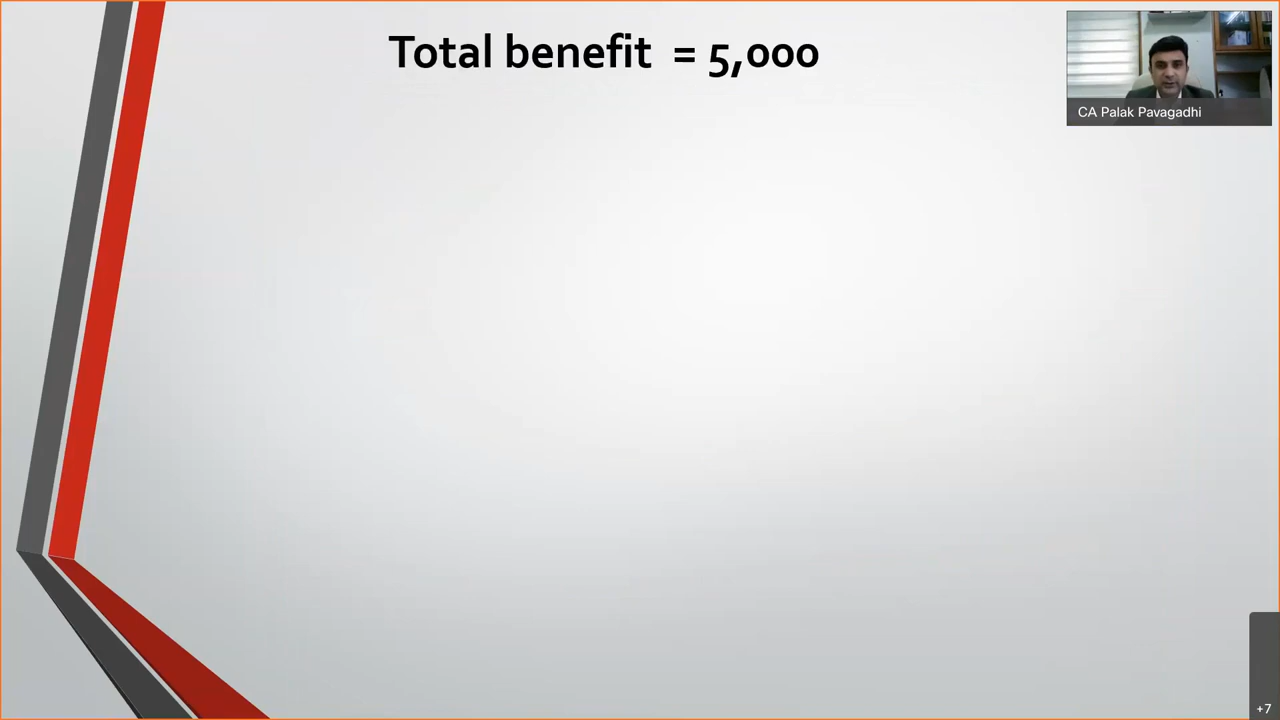 Total benefit = 5,000
CA Palak Pavagadhi
+7